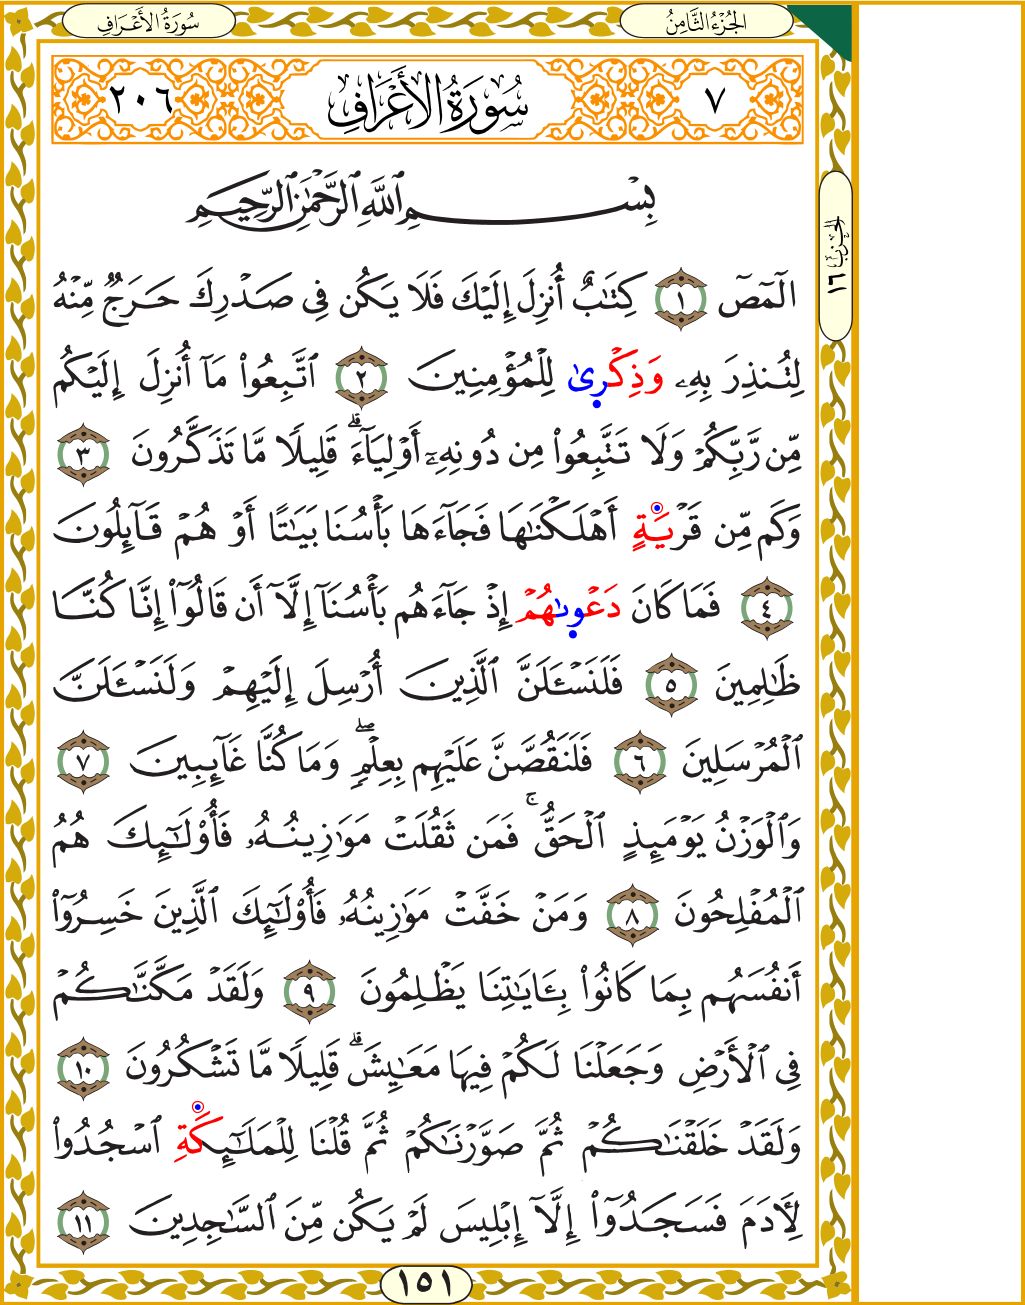 سُورَةُ الأَعْرَافِ
الجُزْءُ الثَّامِنُ
٢٠٦ سُورَةُ الأَعْرَافِ ٧
الحزب ١٦
بِسْمِ ٱللَّهِ ٱلرَّحْمَٰنِ ٱلرَّحِيمِ
الٓمٓصٓ ١ كِتَٰبٌ أُنزِلَ إِلَيْكَ فَلَا يَكُن فِي صَدْرِكَ حَرَجٌ مِّنْهُ
لِتُنذِرَ بِهِۦ وَذِكْرَىٰ لِلْمُؤْمِنِينَ ٢ ٱتَّبِعُوا۟ مَآ أُنزِلَ إِلَيْكُم
مِّن رَّبِّكُمْ وَلَا تَتَّبِعُوا۟ مِن دُونِهِۦٓ أَوْلِيَآءَ ۗ قَلِيلًا مَّا تَذَكَّرُونَ ٣
وَكَم مِّن قَرْيَةٍ أَهْلَكْنَٰهَا فَجَآءَهَا بَأْسُنَا بَيَٰتًا أَوْ هُمْ قَآئِلُونَ
٤ فَمَا كَانَ دَعْوَىٰهُمْ إِذْ جَآءَهُم بَأْسُنَآ إِلَّآ أَن قَالُوٓا۟ إِنَّا كُنَّا
ظَٰلِمِينَ ٥ فَلَنَسْـَٔلَنَّ ٱلَّذِينَ أُرْسِلَ إِلَيْهِمْ وَلَنَسْـَٔلَنَّ
ٱلْمُرْسَلِينَ ٦ فَلَنَقُصَّنَّ عَلَيْهِم بِعِلْمٍ ۖ وَمَا كُنَّا غَآئِبِينَ ٧
وَٱلْوَزْنُ يَوْمَئِذٍ ٱلْحَقُّ ۚ فَمَن ثَقُلَتْ مَوَٰزِينُهُۥ فَأُو۟لَٰٓئِكَ هُمُ
ٱلْمُفْلِحُونَ ٨ وَمَنْ خَفَّتْ مَوَٰزِينُهُۥ فَأُو۟لَٰٓئِكَ ٱلَّذِينَ خَسِرُوٓا۟
أَنفُسَهُم بِمَا كَانُوا۟ بِـَٔايَٰتِنَا يَظْلِمُونَ ٩ وَلَقَدْ مَكَّنَّٰكُمْ
فِي ٱلْأَرْضِ وَجَعَلْنَا لَكُمْ فِيهَا مَعَٰيِشَ ۗ قَلِيلًا مَّا تَشْكُرُونَ ١٠
وَلَقَدْ خَلَقْنَٰكُمْ ثُمَّ صَوَّرْنَٰكُمْ ثُمَّ قُلْنَا لِلْمَلَٰٓئِكَةِ ٱسْجُدُوا۟
لِـَٔادَمَ فَسَجَدُوٓا۟ إِلَّآ إِبْلِيسَ لَمْ يَكُن مِّنَ ٱلسَّٰجِدِينَ ١١
١٥١